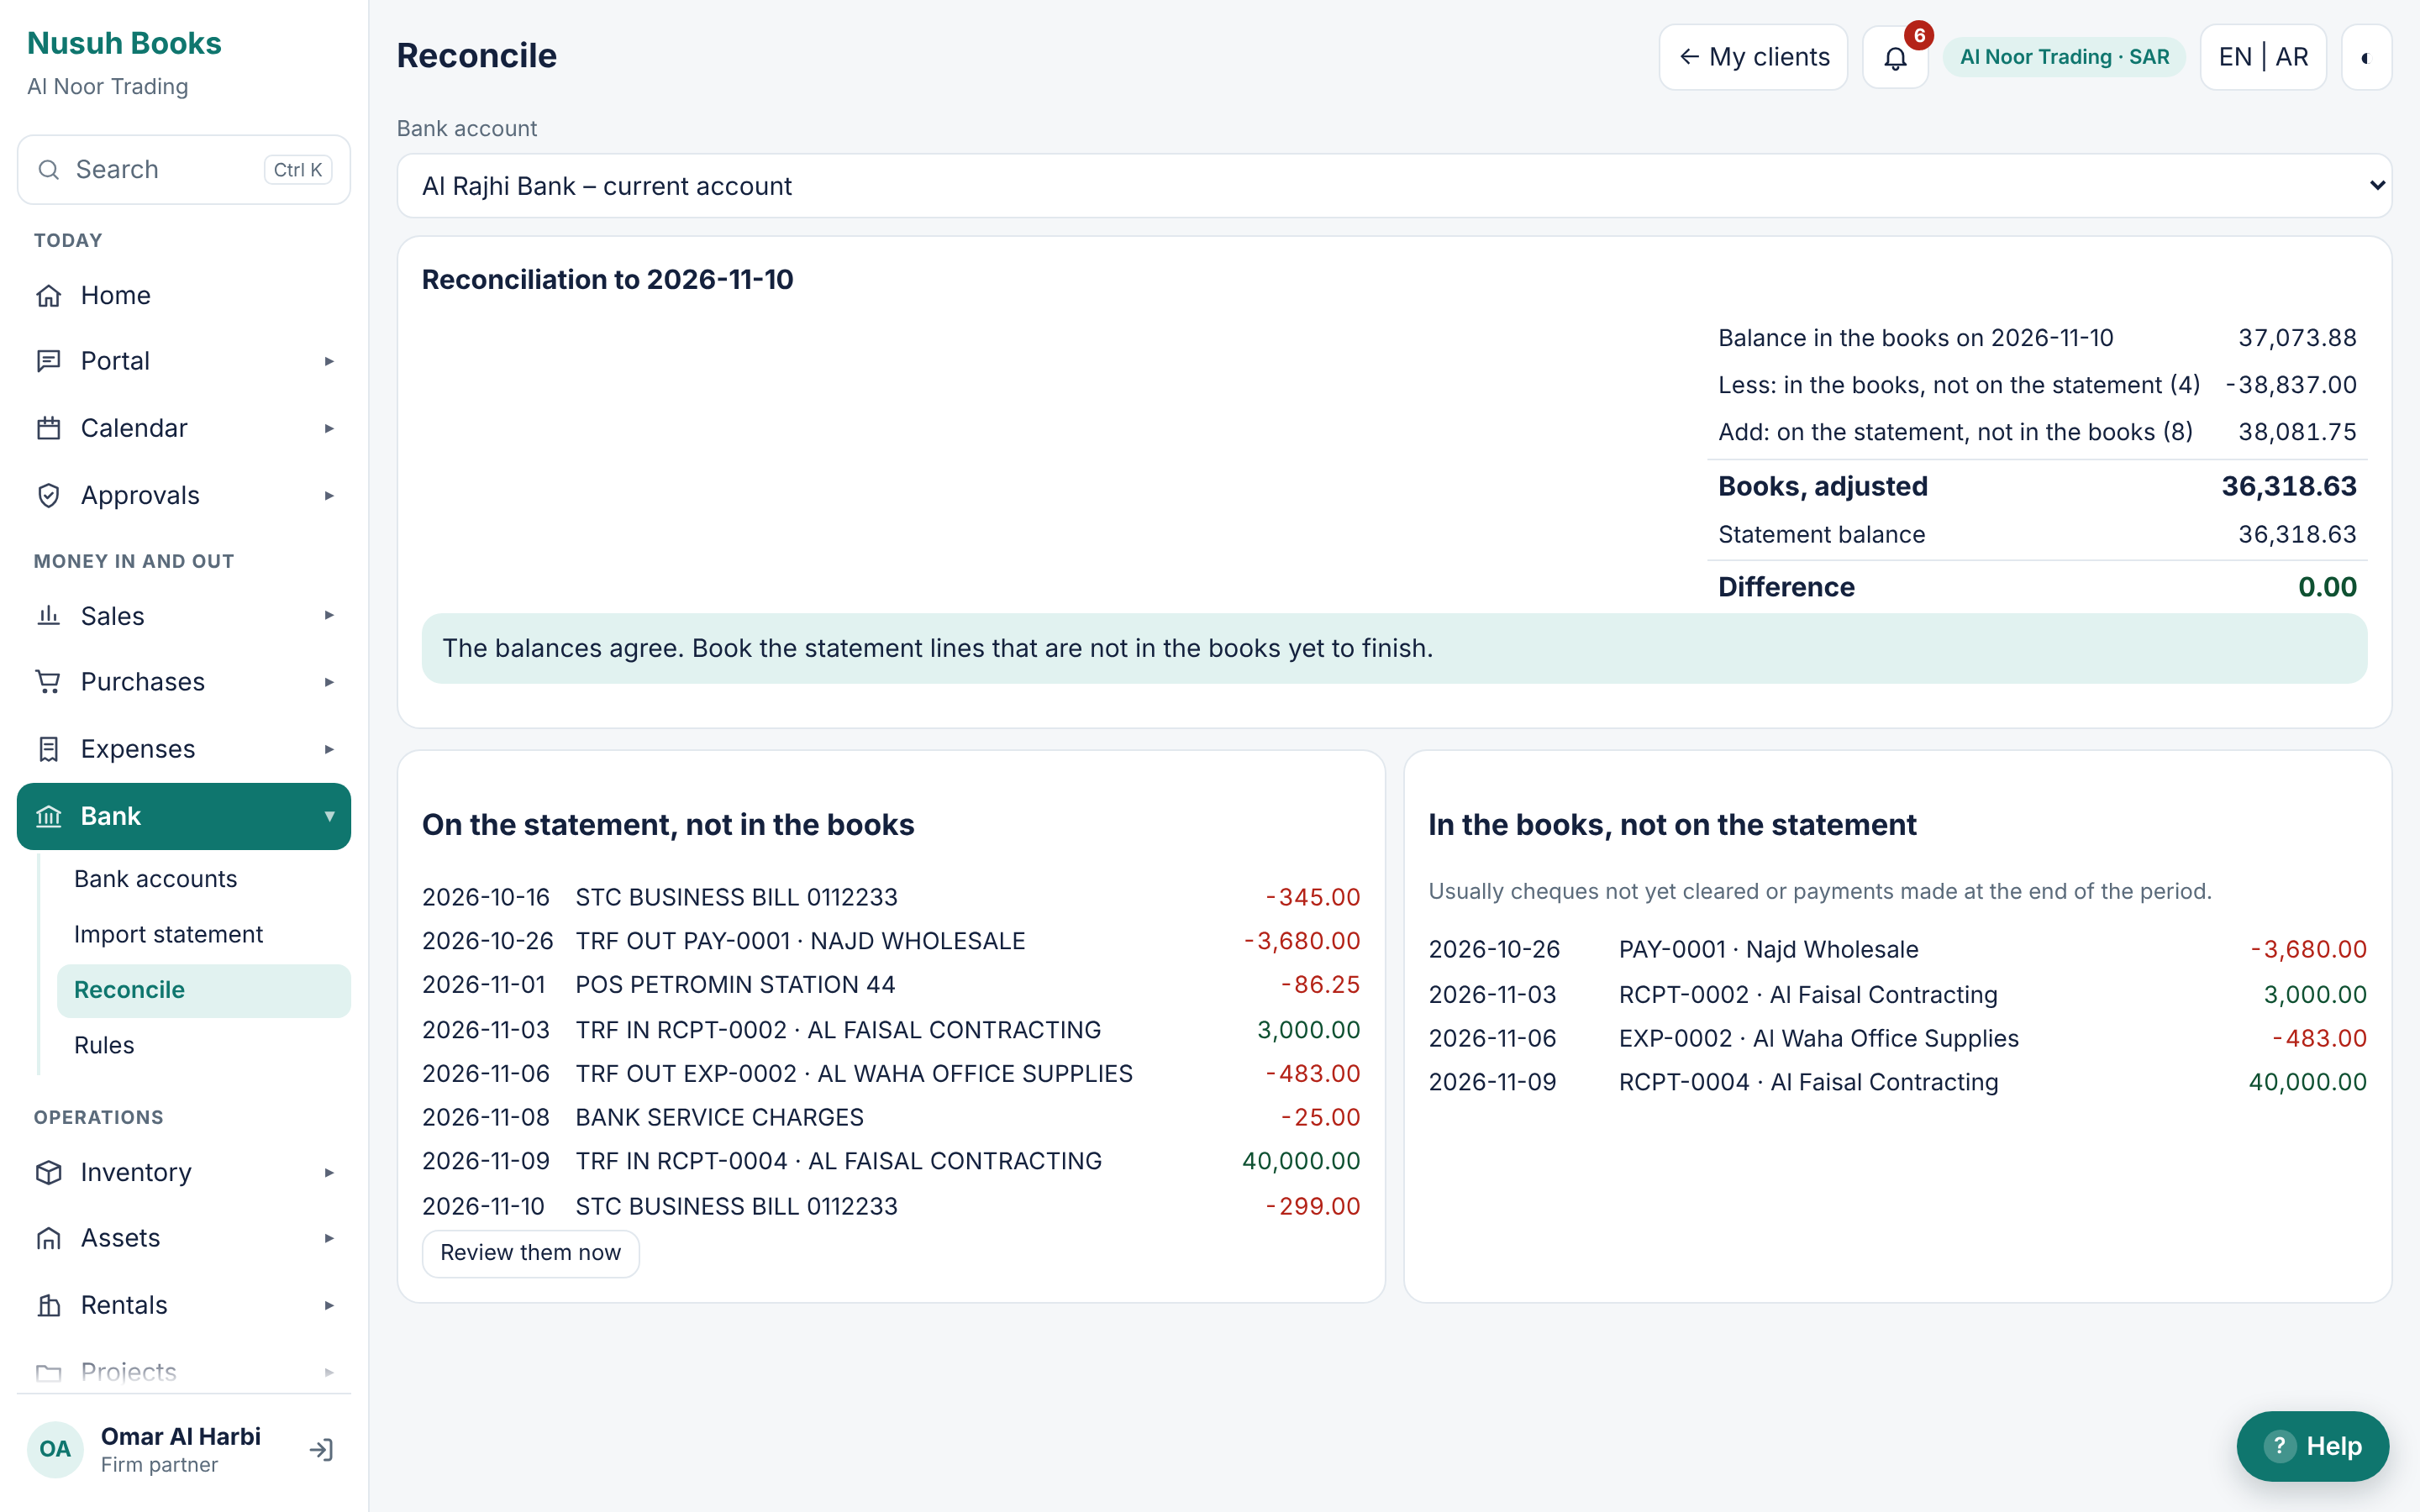 Nusuh Books
Al Noor Trading
Search Ctrl K
TODAY
Home
Portal
Calendar
Approvals
MONEY IN AND OUT
Sales
Purchases
Expenses
Bank
Bank accounts
Import statement
Reconcile
Rules
OPERATIONS
Inventory
Assets
Rentals
Projects
OA
Omar Al Harbi
Firm partner
Reconcile
← My clients
6
Al Noor Trading · SAR
EN | AR
Bank account
Al Rajhi Bank – current account
Reconciliation to 2026-11-10
Balance in the books on 2026-11-10 37,073.88
Less: in the books, not on the statement (4) -38,837.00
Add: on the statement, not in the books (8) 38,081.75
Books, adjusted 36,318.63
Statement balance 36,318.63
Difference 0.00
The balances agree. Book the statement lines that are not in the books yet to finish.
On the statement, not in the books
2026-10-16 STC BUSINESS BILL 0112233 -345.00
2026-10-26 TRF OUT PAY-0001 · NAJD WHOLESALE -3,680.00
2026-11-01 POS PETROMIN STATION 44 -86.25
2026-11-03 TRF IN RCPT-0002 · AL FAISAL CONTRACTING 3,000.00
2026-11-06 TRF OUT EXP-0002 · AL WAHA OFFICE SUPPLIES -483.00
2026-11-08 BANK SERVICE CHARGES -25.00
2026-11-09 TRF IN RCPT-0004 · AL FAISAL CONTRACTING 40,000.00
2026-11-10 STC BUSINESS BILL 0112233 -299.00
Review them now
In the books, not on the statement
Usually cheques not yet cleared or payments made at the end of the period.
2026-10-26 PAY-0001 · Najd Wholesale -3,680.00
2026-11-03 RCPT-0002 · Al Faisal Contracting 3,000.00
2026-11-06 EXP-0002 · Al Waha Office Supplies -483.00
2026-11-09 RCPT-0004 · Al Faisal Contracting 40,000.00
? Help